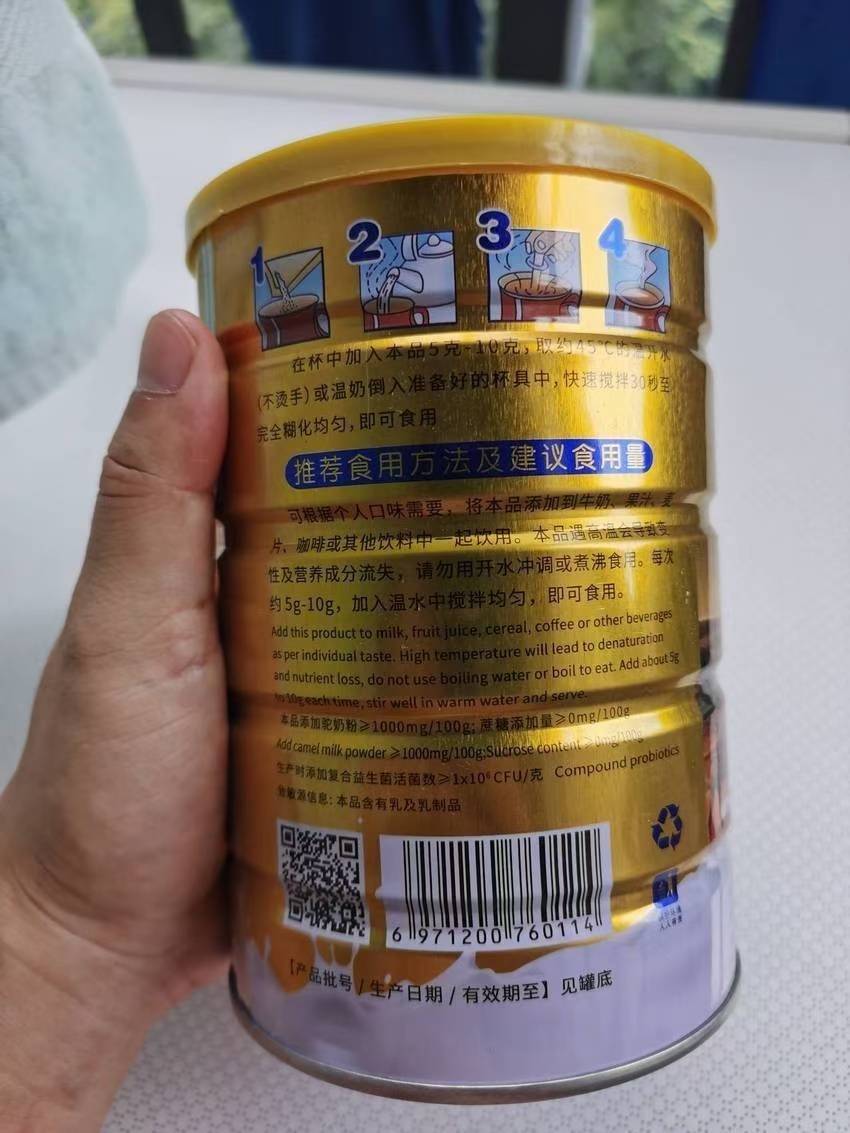 1 2 3 4
在杯中加入本品5克-10克,取约45℃的温开水
(不烫手)或温奶倒入准备好的杯具中,快速搅拌30秒至
完全糊化均匀,即可食用
推荐食用方法及建议食用量
可根据个人口味需要，将本品添加到牛奶、果汁、麦
片、咖啡或其他饮料中一起饮用。本品遇高温会导致变
性及营养成分流失，请勿用开水冲调或煮沸食用。每次
约5g-10g，加入温水中搅拌均匀，即可食用。
Add this product to milk, fruit juice, cereal, coffee or other beverages
as per individual taste. High temperature will lead to denaturation
and nutrient loss, do not use boiling water or boil to eat. Add about 5g
to 10g each time, stir well in warm water and serve.
本品添加驼奶粉≥1000mg/100g; 蔗糖添加量≥0mg/100g
Add camel milk powder ≥1000mg/100g;Sucrose content ≥0mg/100g
生产时添加复合益生菌活菌数≥1x10⁶ CFU/克 Compound probiotics
致敏源信息: 本品含有乳及乳制品
6 971200 760114
【产品批号 / 生产日期 / 有效期至】见罐底